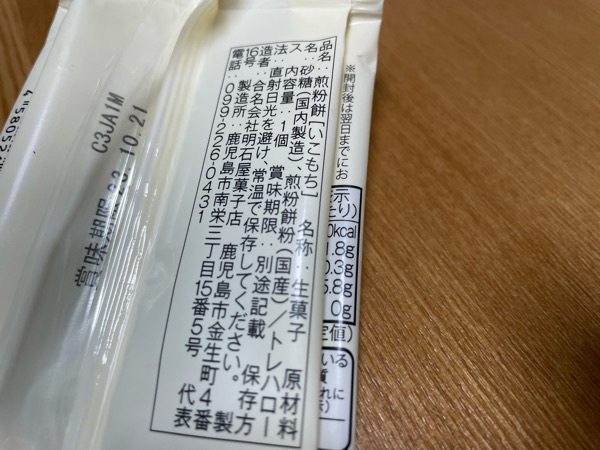 品名：煎粉餅［いこもち］　名称：生菓子　原材料
名：砂糖（国内製造）、煎粉餅粉（国産）／トレハロー
ス　内容量：1個　賞味期限：別途記載　保存方
法：直射日光を避け、常温で保存してください。　製
造者：合名会社明石屋菓子店　鹿児島市金生町4番
16号　製造所：鹿児島市南栄三丁目15番5号　代表
電話：099-226-0431
※開封後は翌日までにお
0kcal
1.8g
0.3g
5.8g
0g
賞味期限 23.10.21
C3JA1M